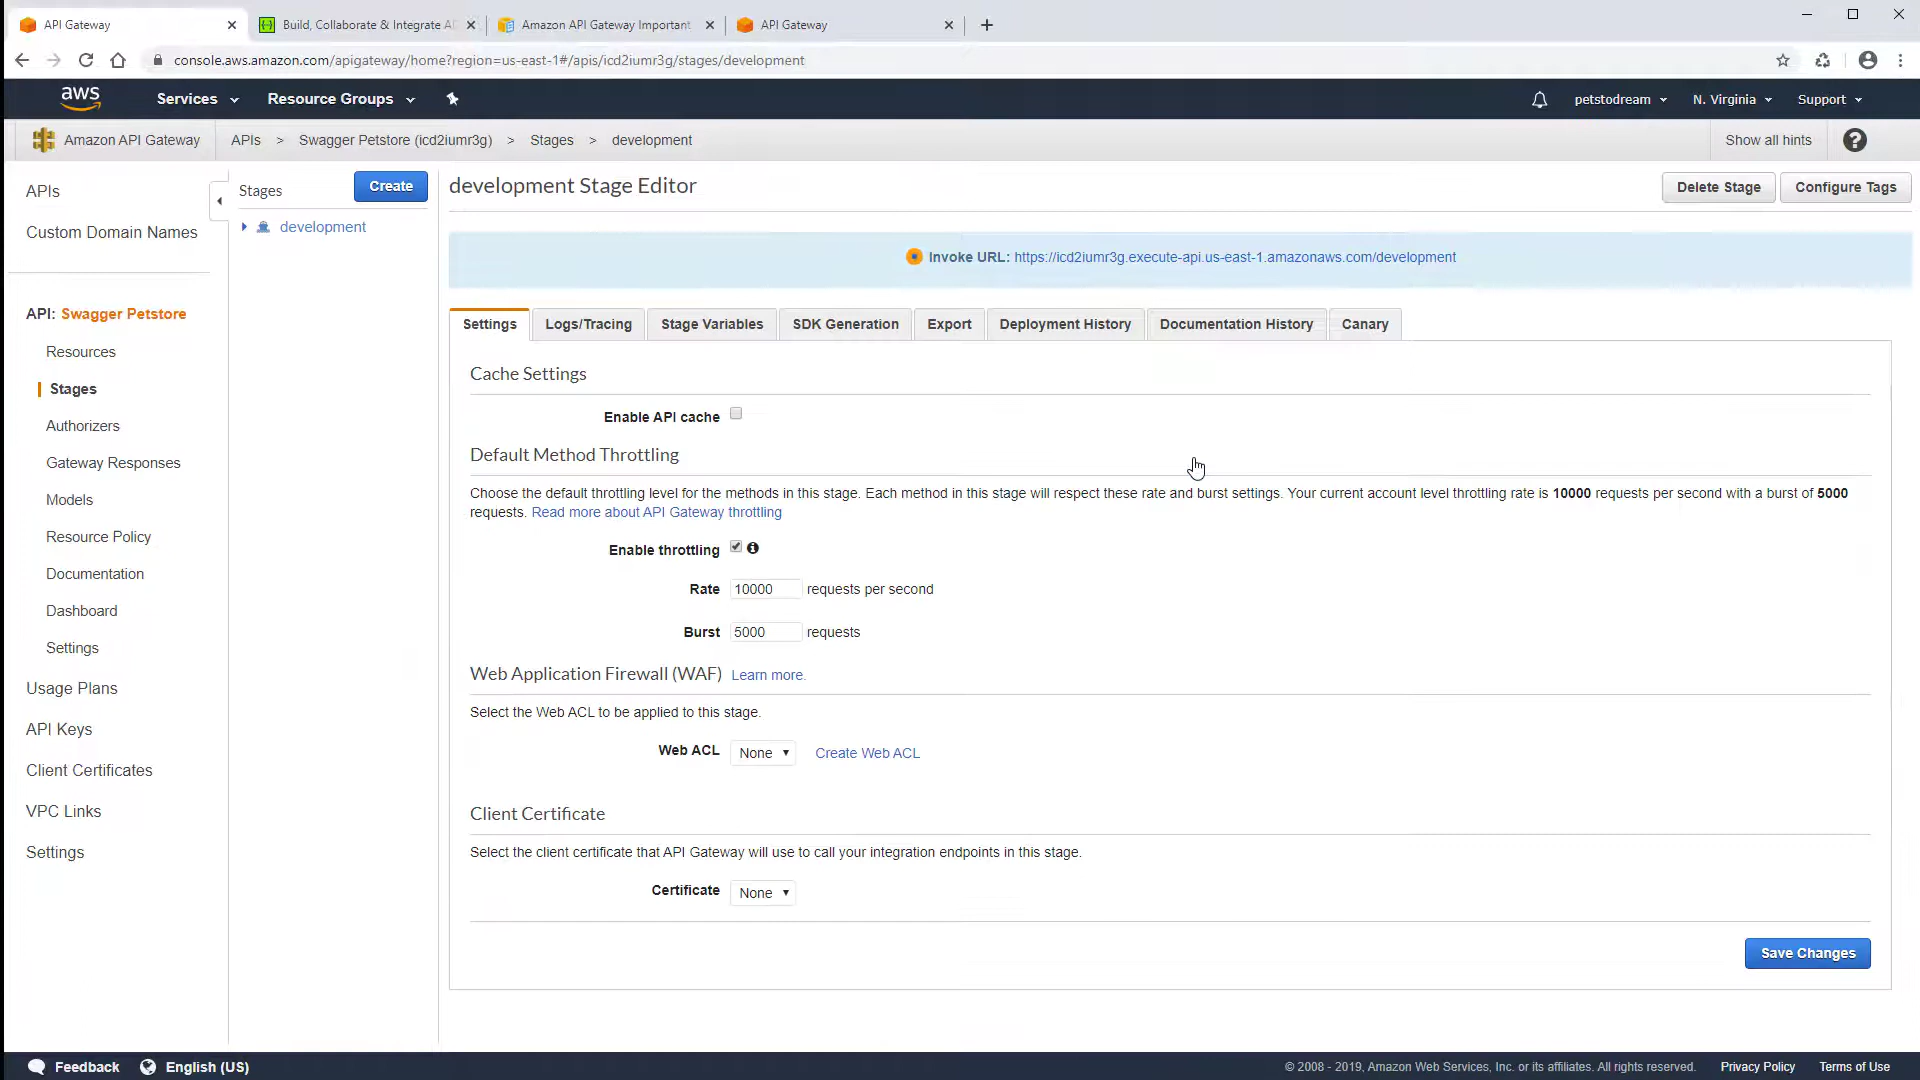 API Gateway
Build, Collaborate & Integrate A
Amazon API Gateway Important
API Gateway
console.aws.amazon.com/apigateway/home?region=us-east-1#/apis/icd2iumr3g/stages/development
aws Services Resource Groups petstodream N. Virginia Support
Amazon API Gateway APIs > Swagger Petstore (icd2iumr3g) > Stages > development Show all hints ?
APIs
Custom Domain Names
API: Swagger Petstore
Resources
Stages
Authorizers
Gateway Responses
Models
Resource Policy
Documentation
Dashboard
Settings
Usage Plans
API Keys
Client Certificates
VPC Links
Settings
Stages Create
development
development Stage Editor Delete Stage Configure Tags
Invoke URL: https://icd2iumr3g.execute-api.us-east-1.amazonaws.com/development
Settings Logs/Tracing Stage Variables SDK Generation Export Deployment History Documentation History Canary
Cache Settings
Enable API cache
Default Method Throttling
Choose the default throttling level for the methods in this stage. Each method in this stage will respect these rate and burst settings. Your current account level throttling rate is 10000 requests per second with a burst of 5000
requests. Read more about API Gateway throttling
Enable throttling
Rate 10000 requests per second
Burst 5000 requests
Web Application Firewall (WAF) Learn more.
Select the Web ACL to be applied to this stage.
Web ACL None Create Web ACL
Client Certificate
Select the client certificate that API Gateway will use to call your integration endpoints in this stage.
Certificate None
Save Changes
Feedback English (US) © 2008 - 2019, Amazon Web Services, Inc. or its affiliates. All rights reserved. Privacy Policy Terms of Use